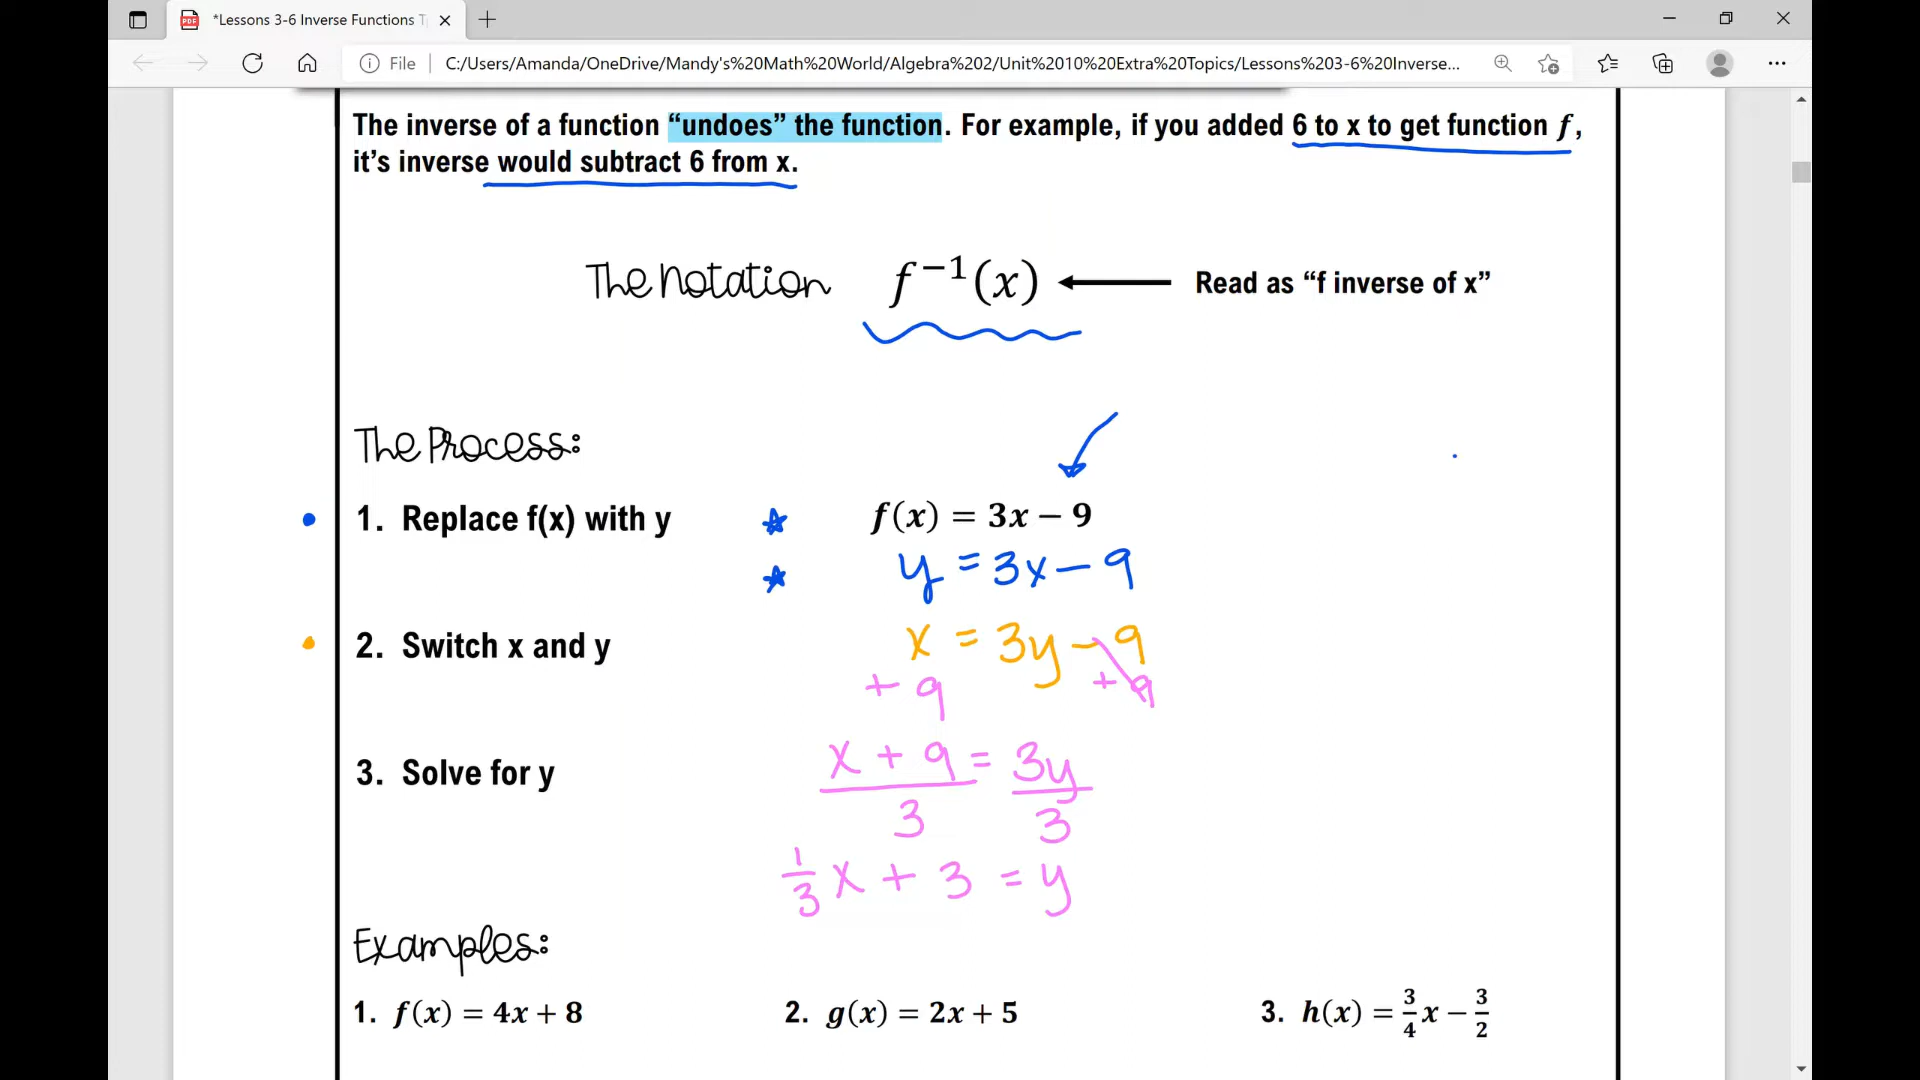 *Lessons 3-6 Inverse Functions T
PDF
File
C:/Users/Amanda/OneDrive/Mandy's%20Math%20World/Algebra%202/Unit%2010%20Extra%20Topics/Lessons%203-6%20Inverse...
The inverse of a function “undoes” the function. For example, if you added 6 to x to get function f,
it’s inverse would subtract 6 from x.
The Notation f⁻¹(x) Read as “f inverse of x”
The Process:
1. Replace f(x) with y f(x) = 3x − 9
y = 3x − 9
2. Switch x and y x = 3y − 9
+ 9 + 9
3. Solve for y x + 9 = 3y
3 3
1/3 x + 3 = y
Examples:
1. f(x) = 4x + 8 2. g(x) = 2x + 5 3. h(x) = 3/4 x − 3/2